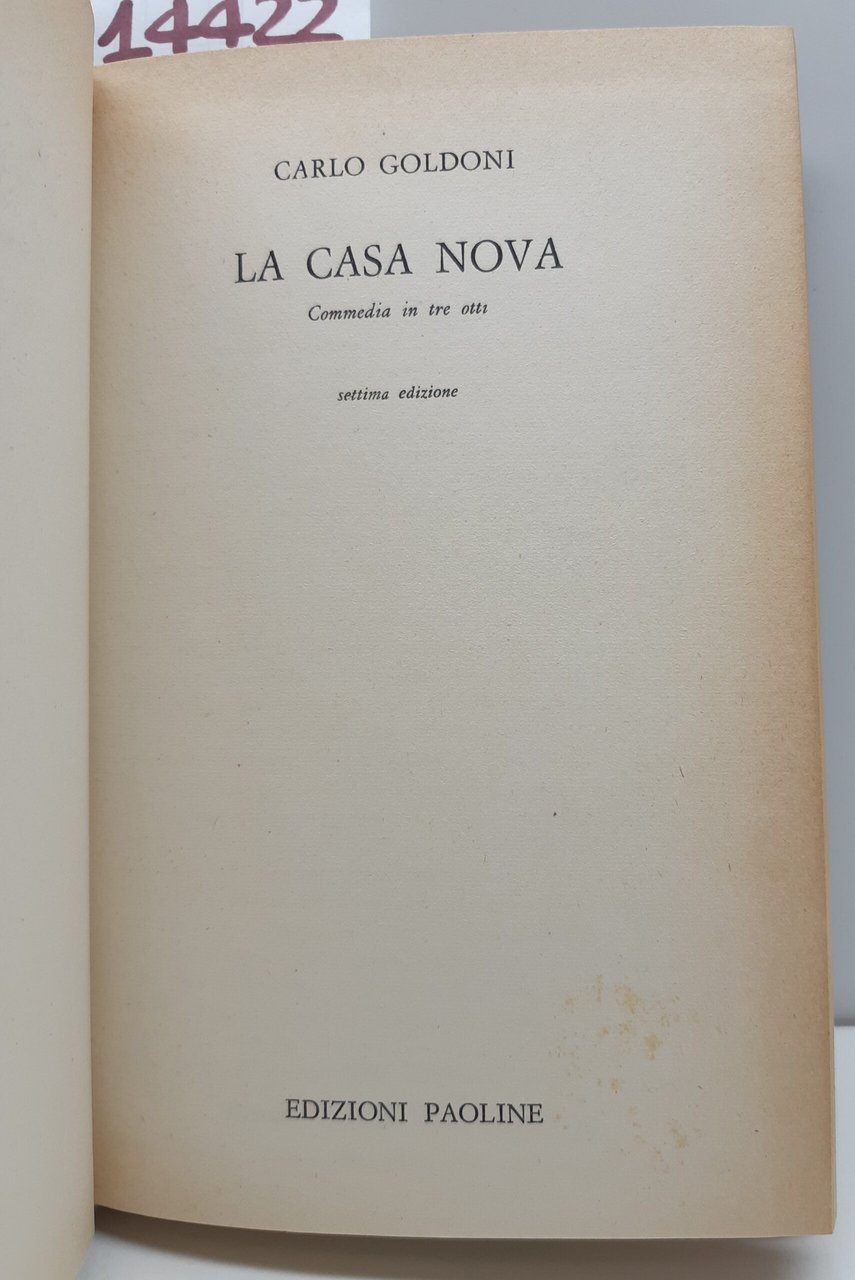 14422
CARLO GOLDONI
LA CASA NOVA
Commedia in tre otti
settima edizione
EDIZIONI PAOLINE